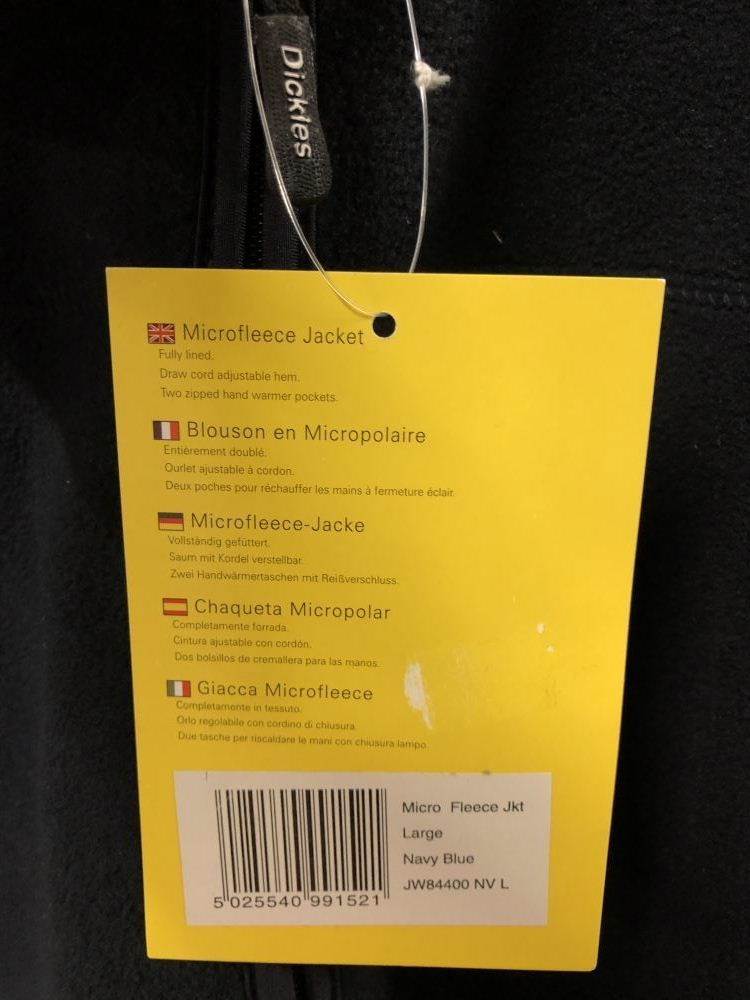 Dickies
Microfleece Jacket
Fully lined.
Draw cord adjustable hem.
Two zipped hand warmer pockets.
Blouson en Micropolaire
Entièrement doublé.
Ourlet ajustable à cordon.
Deux poches pour réchauffer les mains à fermeture éclair.
Microfleece-Jacke
Vollständig gefüttert.
Saum mit Kordel verstellbar.
Zwei Handwärmertaschen mit Reißverschluss.
Chaqueta Micropolar
Completamente forrada.
Cintura ajustable con cordón.
Dos bolsillos de cremallera para las manos.
Giacca Microfleece
Completamente in tessuto.
Orlo regolabile con cordino di chiusura.
Due tasche per riscaldare le mani con chiusura lampo.
Micro Fleece Jkt
Large
Navy Blue
JW84400 NV L
5 025540 991521